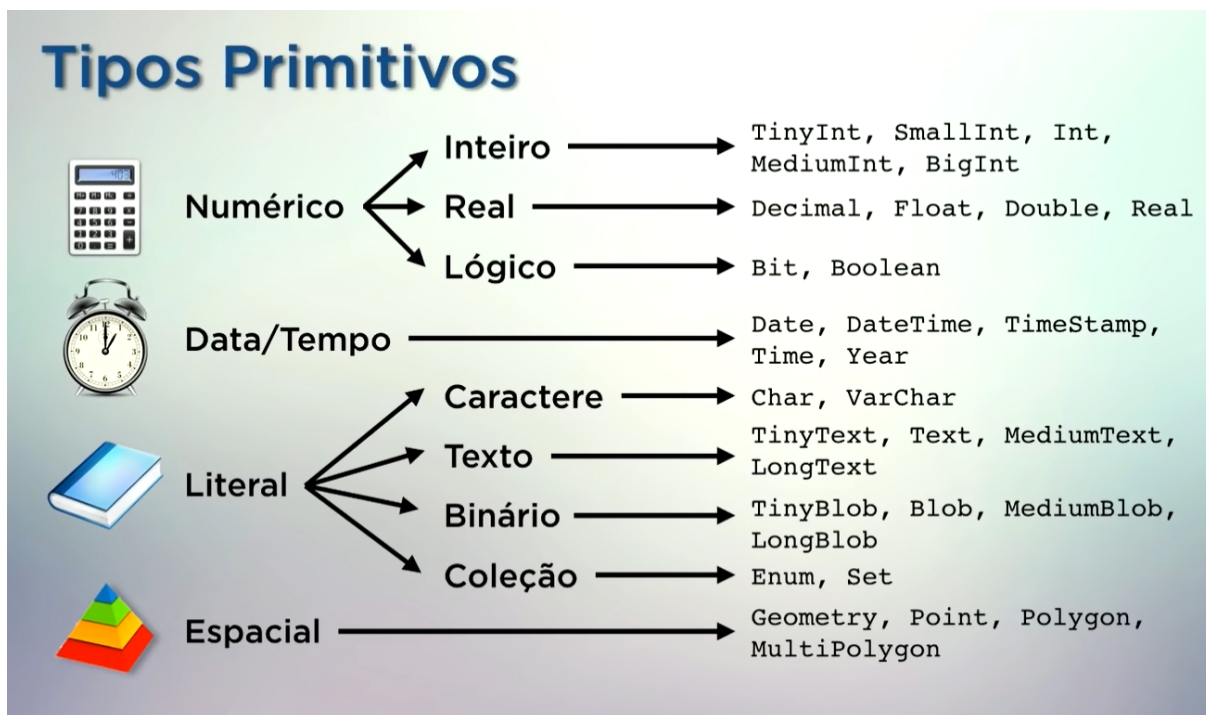 Tipos Primitivos
Numérico
Inteiro
TinyInt, SmallInt, Int,
MediumInt, BigInt
Real
Decimal, Float, Double, Real
Lógico
Bit, Boolean
Data/Tempo
Date, DateTime, TimeStamp,
Time, Year
Literal
Caractere
Char, VarChar
Texto
TinyText, Text, MediumText,
LongText
Binário
TinyBlob, Blob, MediumBlob,
LongBlob
Coleção
Enum, Set
Espacial
Geometry, Point, Polygon,
MultiPolygon